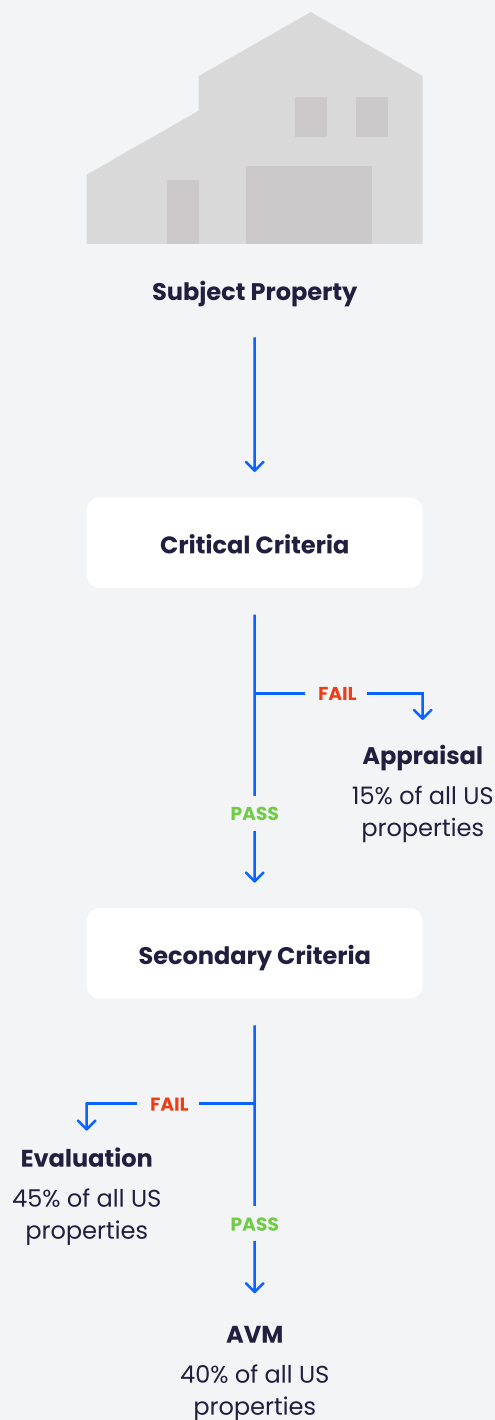 Subject Property
Critical Criteria
FAIL
Appraisal
15% of all US
properties
PASS
Secondary Criteria
FAIL
Evaluation
45% of all US
properties
PASS
AVM
40% of all US
properties